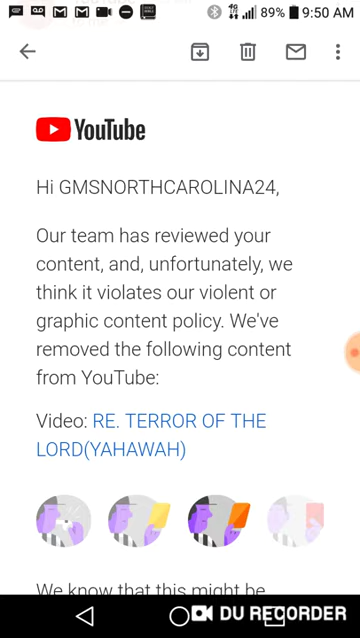 4G 89% 9:50 AM
YouTube
Hi GMSNORTHCAROLINA24,
Our team has reviewed your
content, and, unfortunately, we
think it violates our violent or
graphic content policy. We've
removed the following content
from YouTube:
Video: RE. TERROR OF THE
LORD(YAHAWAH)
We know that this might be
DU RECORDER